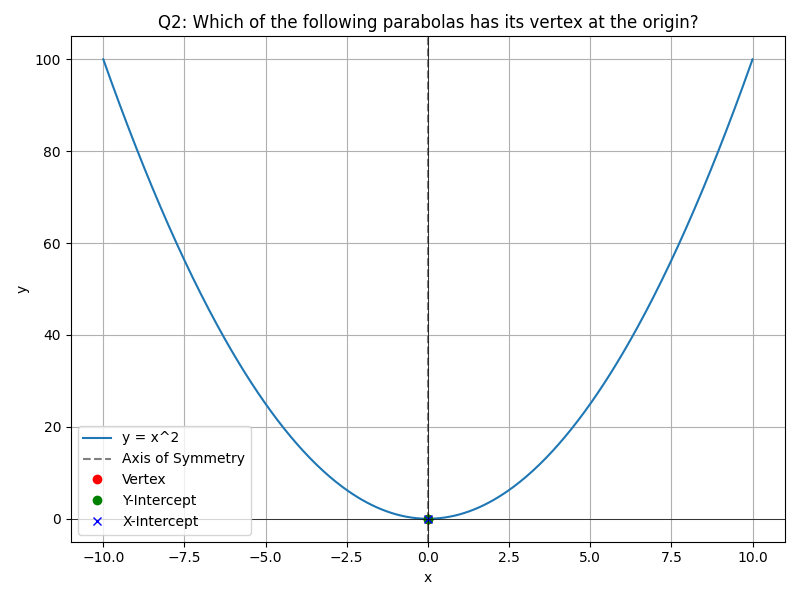 Q2: Which of the following parabolas has its vertex at the origin?
y
100
80
60
40
20
0
y = x^2
Axis of Symmetry
Vertex
Y-Intercept
X-Intercept
−10.0 −7.5 −5.0 −2.5 0.0 2.5 5.0 7.5 10.0
x